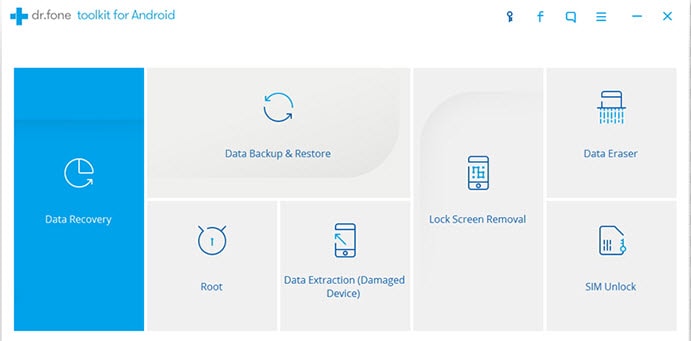 dr.fone toolkit for Android
Data Recovery
Data Backup & Restore
Root
Data Extraction (Damaged
Device)
Lock Screen Removal
Data Eraser
SIM Unlock